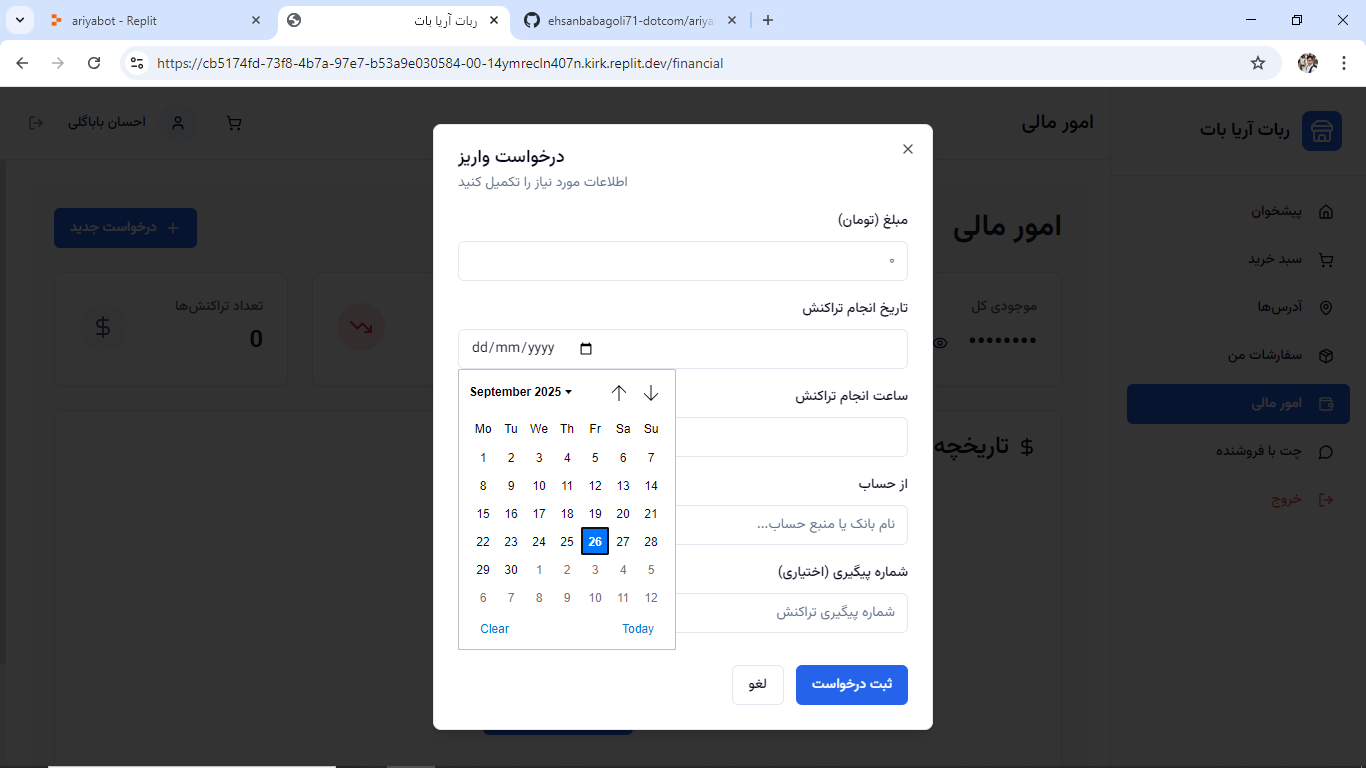 ariyabot - Replit
ربات آریا بات
ehsanbabagoli71-dotcom/ariya
https://cb5174fd-73f8-4b7a-97e7-b53a9e030584-00-14ymrecln407n.kirk.replit.dev/financial
ربات آریا بات
امور مالی
احسان باباگلی
پیشخوان
سبد خرید
آدرس‌ها
سفارشات من
امور مالی
چت با فروشنده
خروج
امور مالی
درخواست جدید
موجودی کل
••••••••
تعداد تراکنش‌ها
0
تاریخچه
درخواست واریز
اطلاعات مورد نیاز را تکمیل کنید
مبلغ (تومان)
۰
تاریخ انجام تراکنش
dd/mm/yyyy
September 2025
Mo Tu We Th Fr Sa Su
1 2 3 4 5 6 7
8 9 10 11 12 13 14
15 16 17 18 19 20 21
22 23 24 25 26 27 28
29 30 1 2 3 4 5
6 7 8 9 10 11 12
Clear Today
ساعت انجام تراکنش
از حساب
نام بانک یا منبع حساب...
شماره پیگیری (اختیاری)
شماره پیگیری تراکنش
ثبت درخواست
لغو